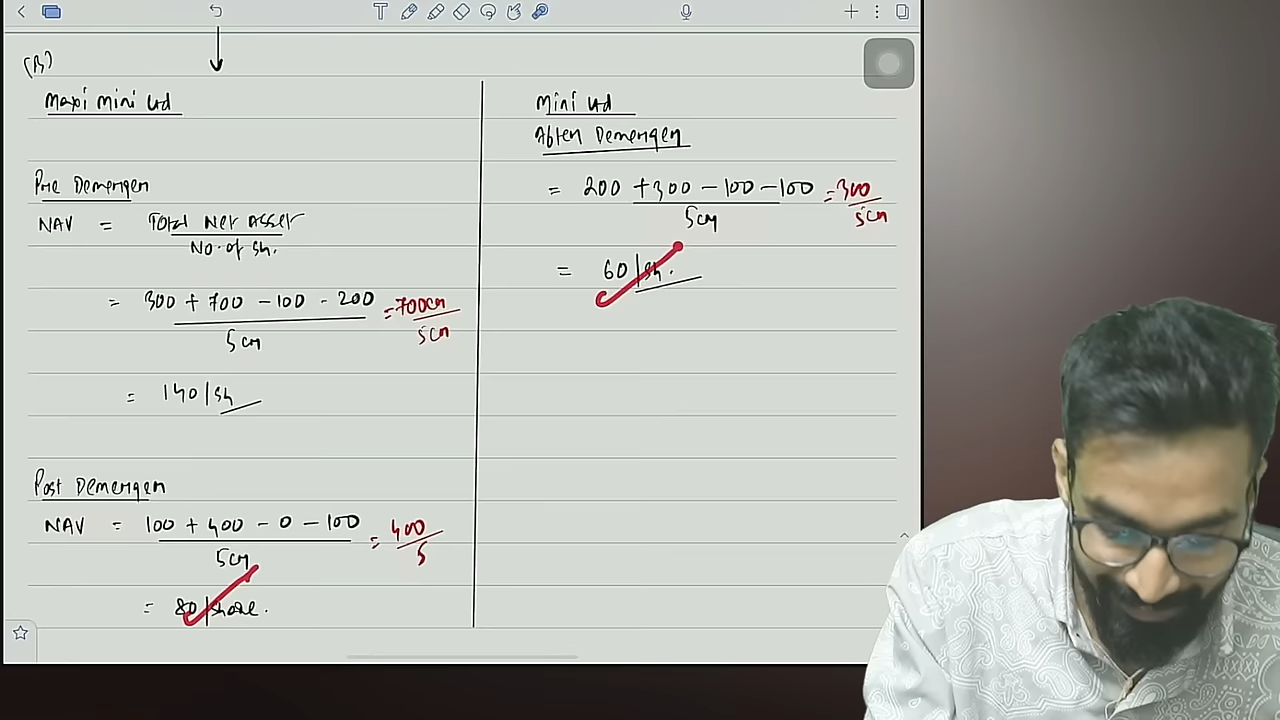 (B)
Maxi Mini Ltd
Pre Demerger
NAV = Total Net Asset
No. of sh.
= 300 + 700 - 100 - 200 = 700cr
5cr 5cr
= 140/sh
Post Demerger
NAV = 100 + 400 - 0 - 100 = 400
5cr 5
= 80/share.
Mini Ltd
After Demerger
= 200 + 300 - 100 - 100 = 300
5cr 5cr
= 60/sh.